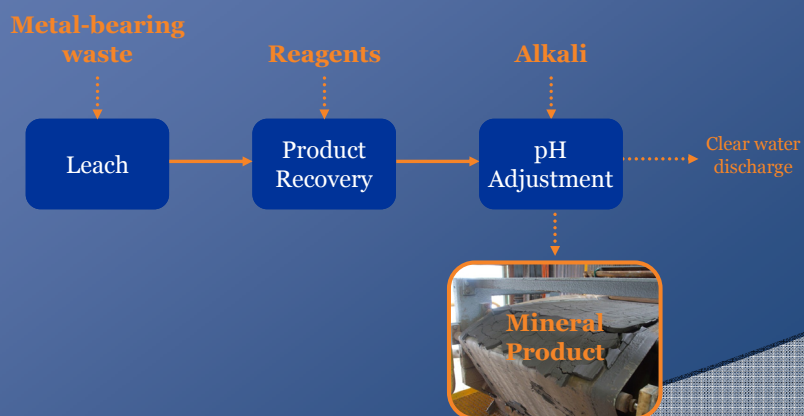 Metal-bearing
waste
Reagents
Alkali
Leach
Product
Recovery
pH
Adjustment
Clear water
discharge
Mineral
Product